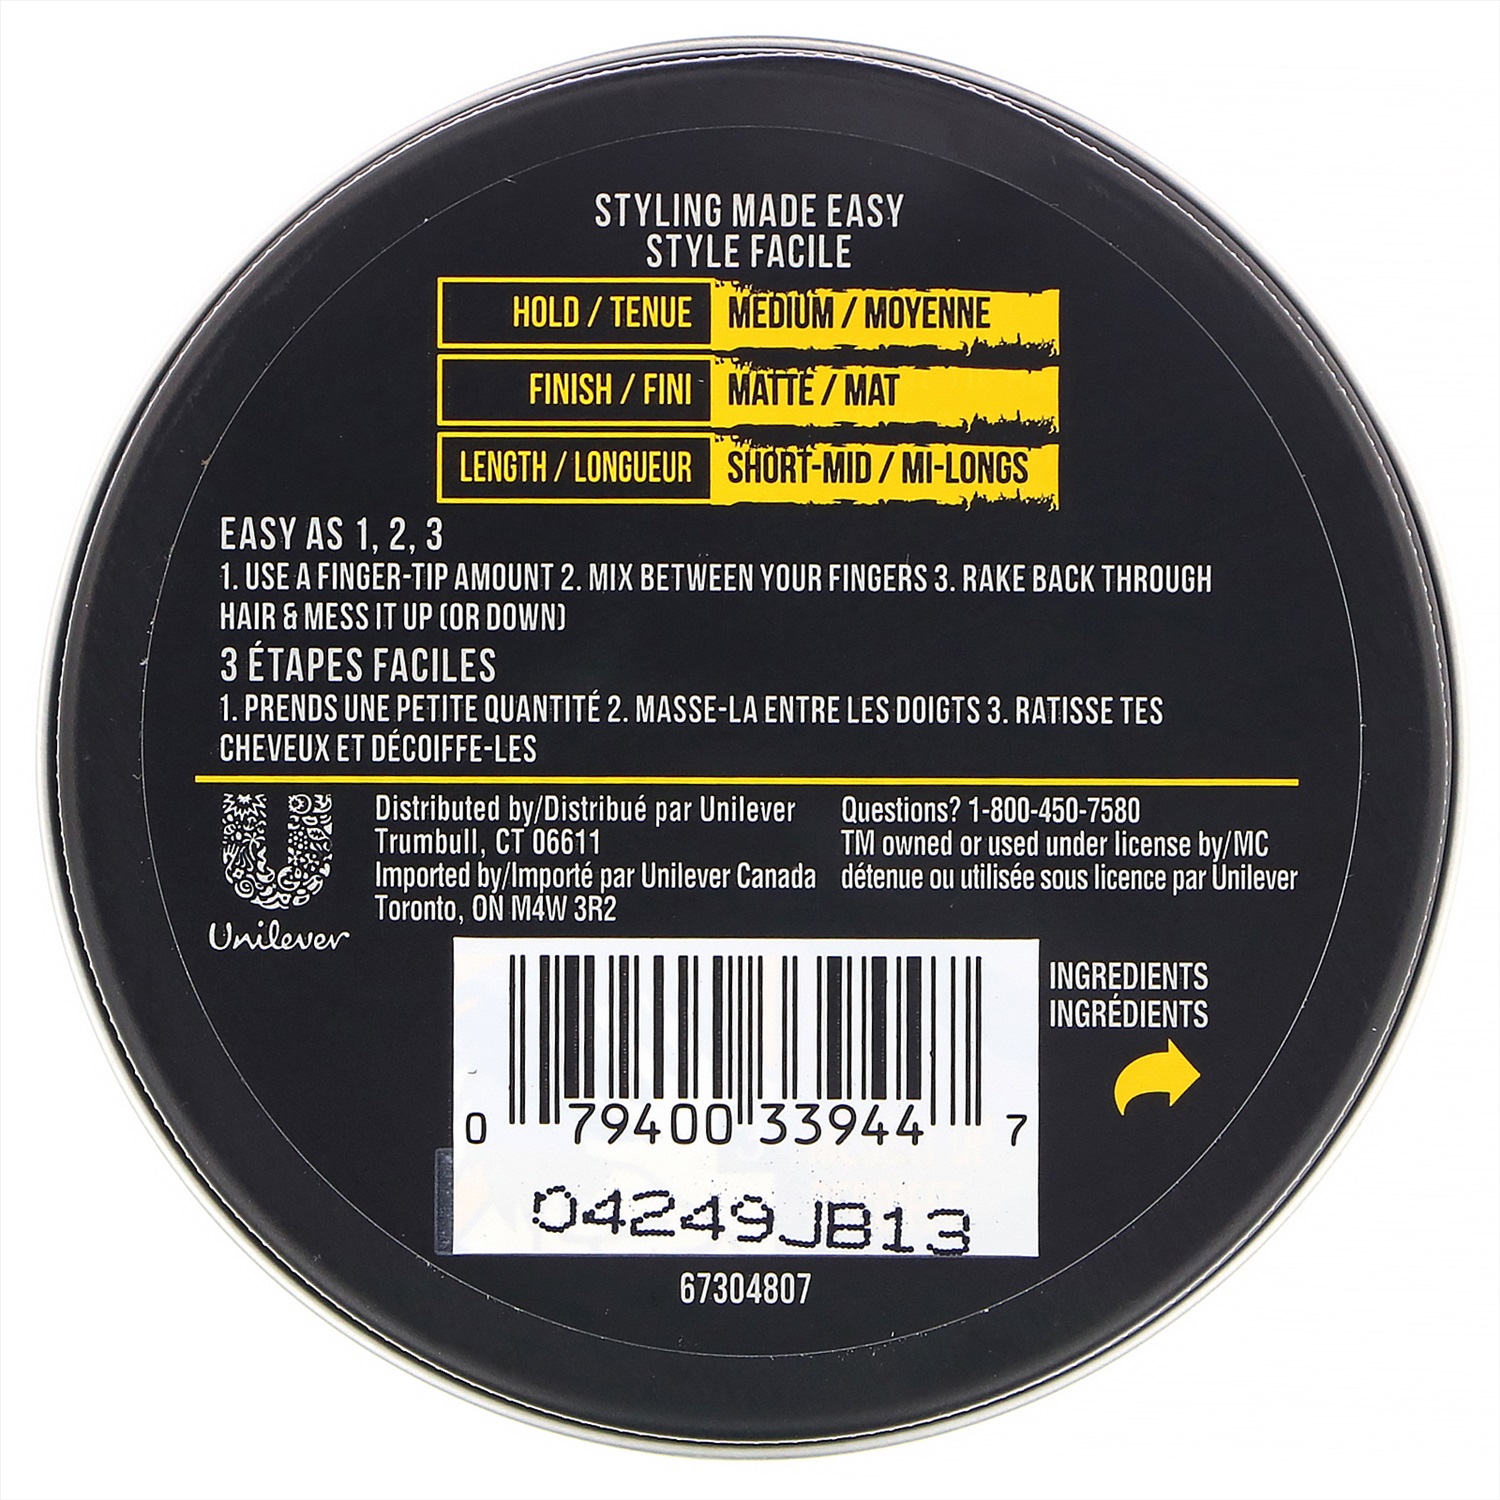 STYLING MADE EASY
STYLE FACILE
HOLD / TENUE MEDIUM / MOYENNE
FINISH / FINI MATTE / MAT
LENGTH / LONGUEUR SHORT-MID / MI-LONGS
EASY AS 1, 2, 3
1. USE A FINGER-TIP AMOUNT 2. MIX BETWEEN YOUR FINGERS 3. RAKE BACK THROUGH
HAIR & MESS IT UP (OR DOWN)
3 ÉTAPES FACILES
1. PRENDS UNE PETITE QUANTITÉ 2. MASSE-LA ENTRE LES DOIGTS 3. RATISSE TES
CHEVEUX ET DÉCOIFFE-LES
Unilever
Distributed by/Distribué par Unilever
Trumbull, CT 06611
Imported by/Importé par Unilever Canada
Toronto, ON M4W 3R2
Questions? 1-800-450-7580
TM owned or used under license by/MC
détenue ou utilisée sous licence par Unilever
INGREDIENTS
INGRÉDIENTS
0 79400 33944 7
04249JB13
67304807